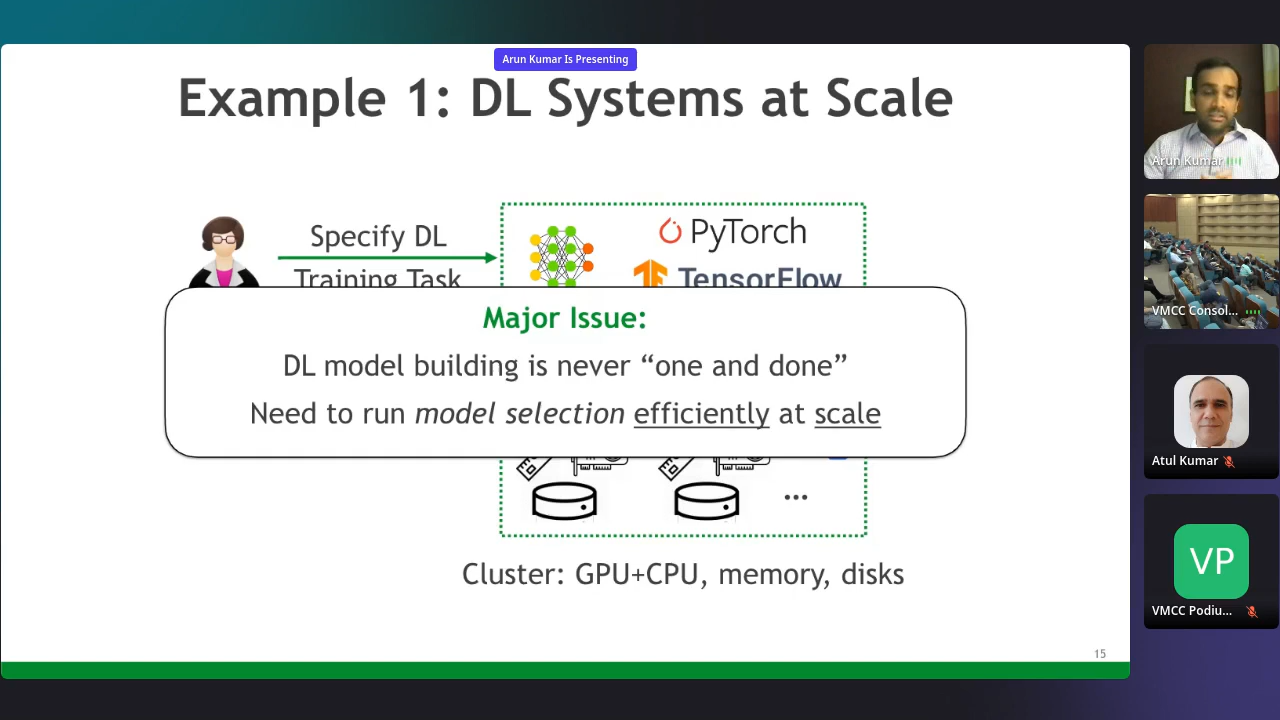 Arun Kumar Is Presenting
Example 1: DL Systems at Scale
Specify DL
Training Task
PyTorch
TensorFlow
Major Issue:
DL model building is never “one and done”
Need to run model selection efficiently at scale
...
Cluster: GPU+CPU, memory, disks
15
Arun Kumar
VMCC Consol...
Atul Kumar
VP
VMCC Podiu...